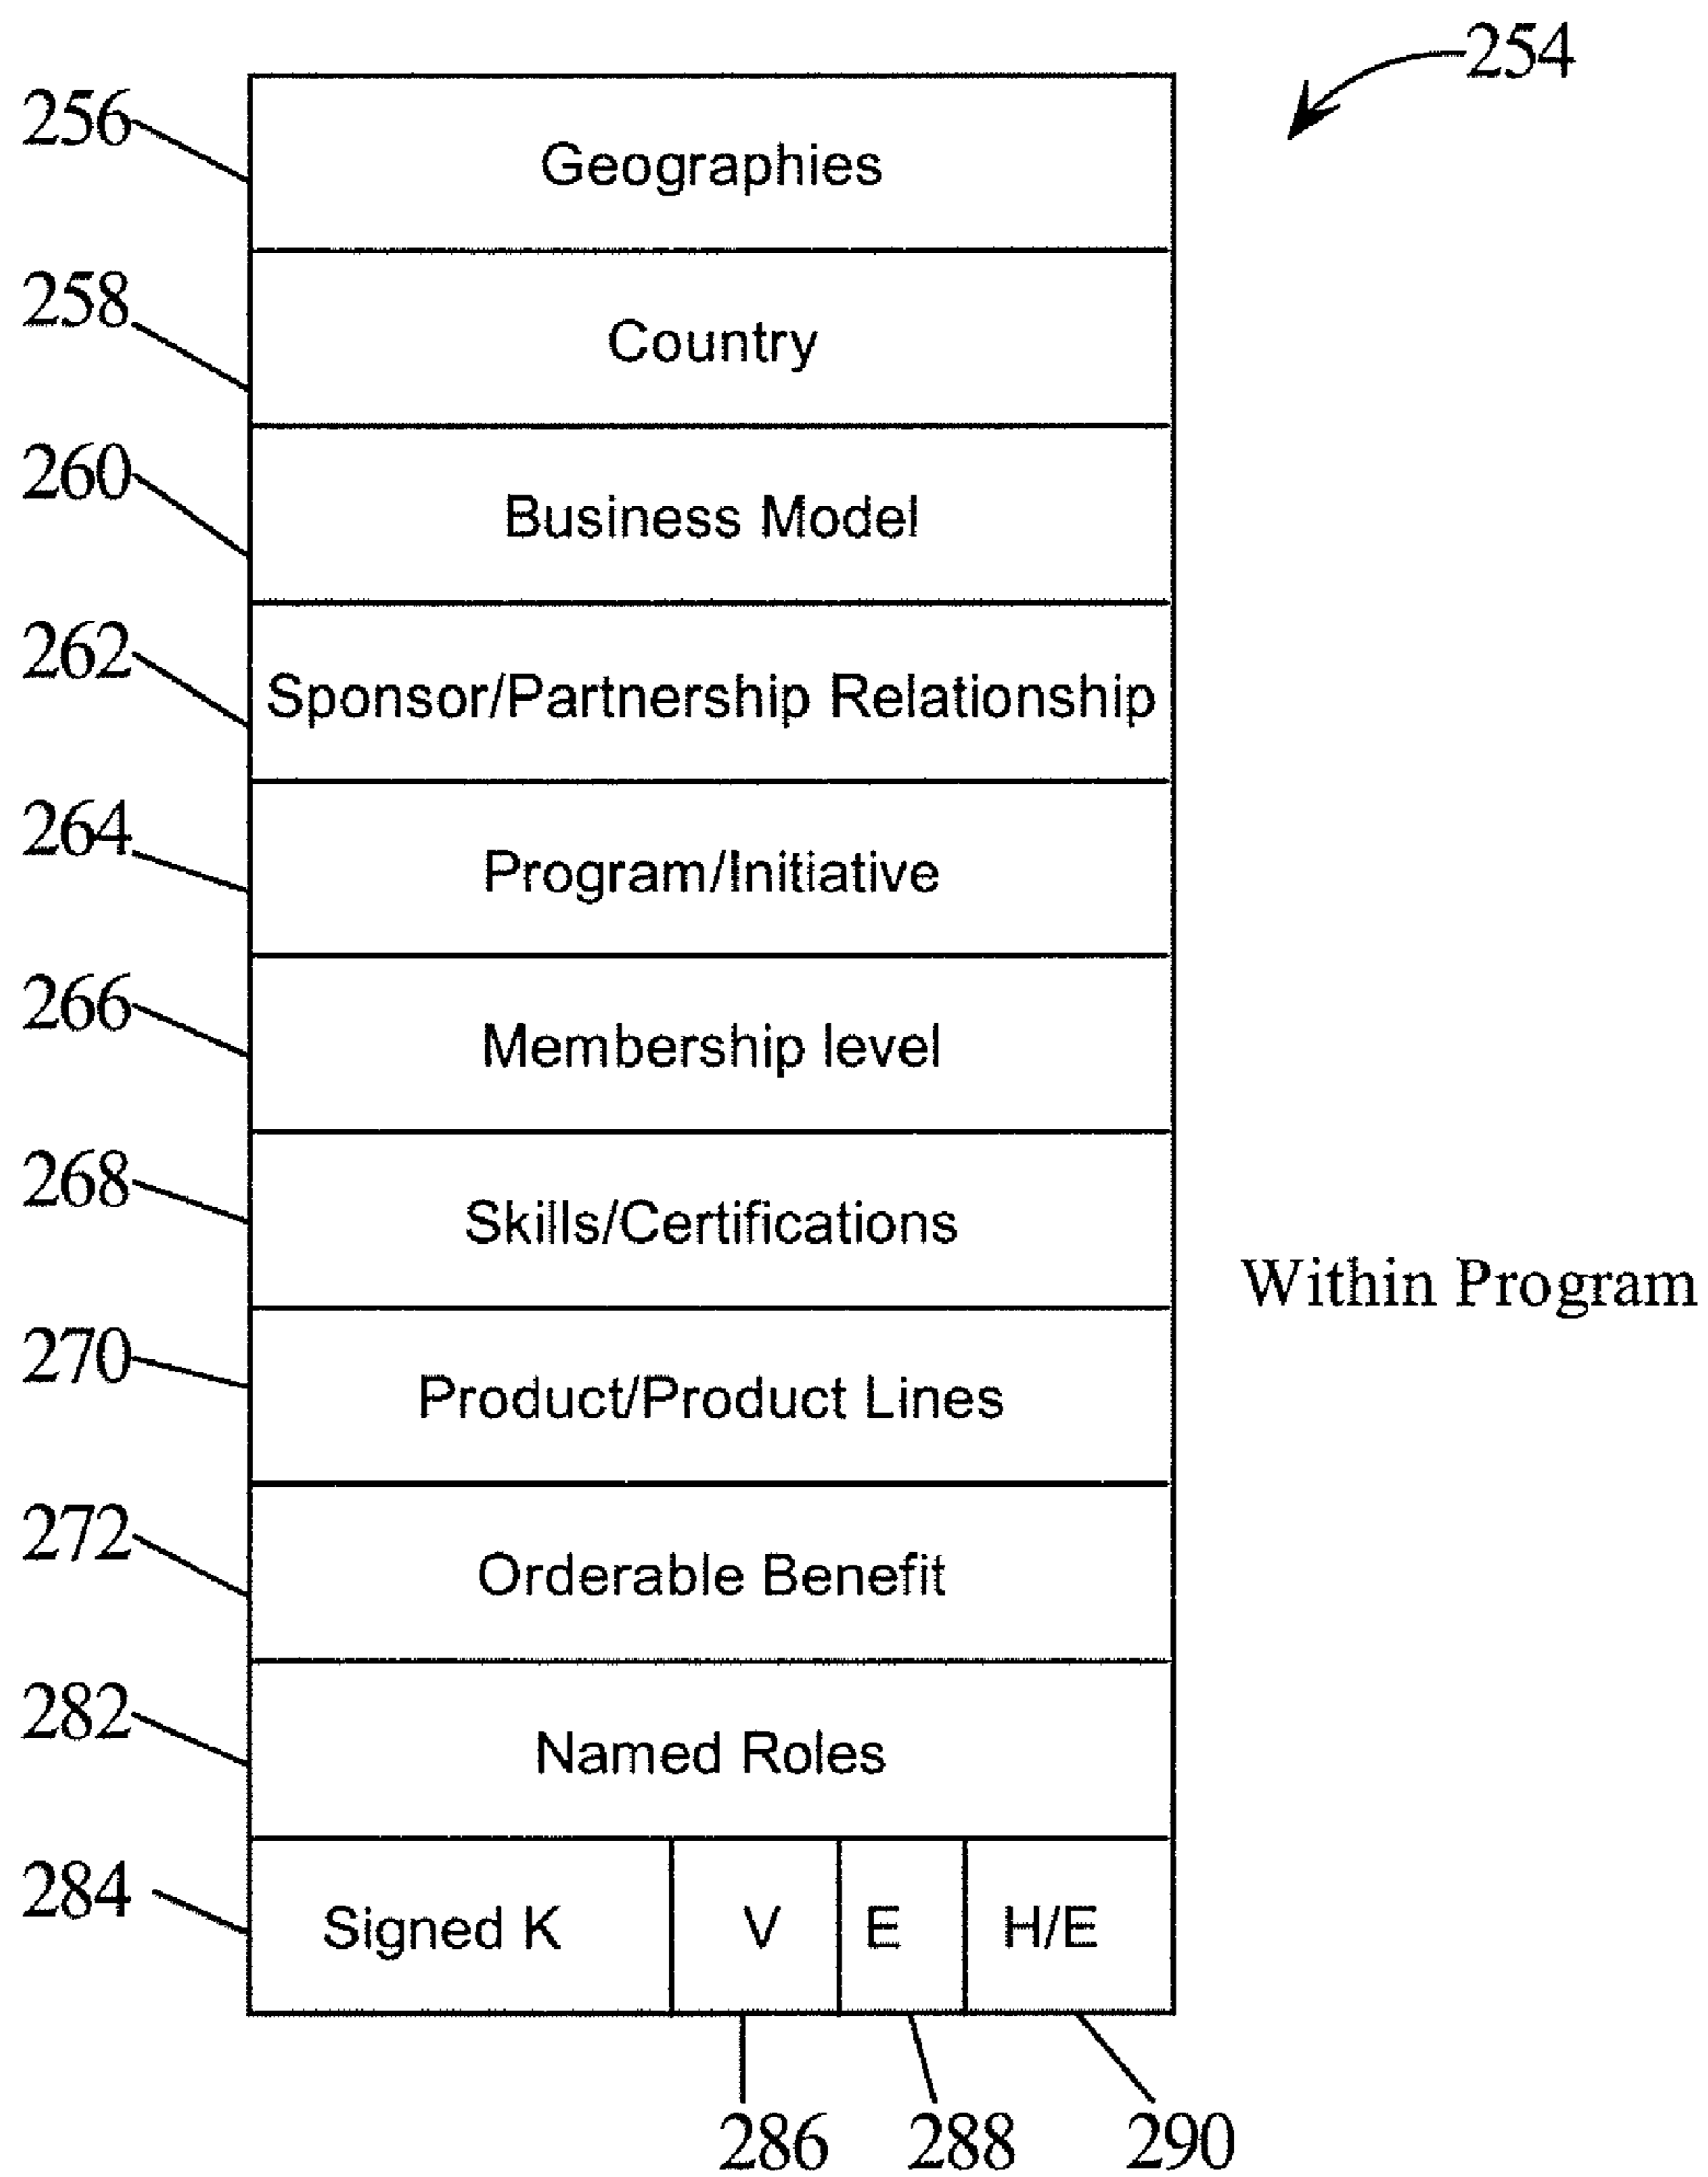 254
256 Geographies
258 Country
260 Business Model
262 Sponsor/Partnership Relationship
264 Program/Initiative
266 Membership level
268 Skills/Certifications
Within Program
270 Product/Product Lines
272 Orderable Benefit
282 Named Roles
284 Signed K V E H/E
286 288 290